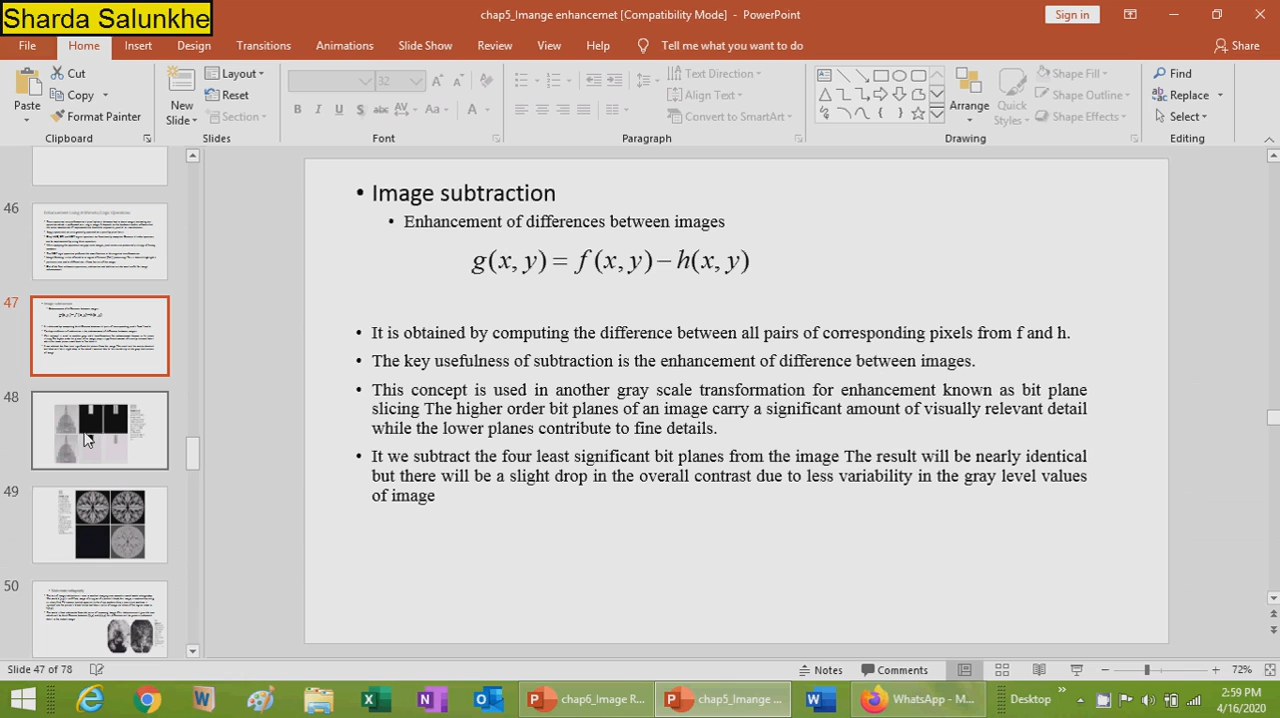 Sharda Salunkhe
chap5_Imange enhancemet [Compatibility Mode] - PowerPoint
Sign in
File Home Insert Design Transitions Animations Slide Show Review View Help Tell me what you want to do Share
Paste
Cut
Copy
Format Painter
Clipboard
New Slide
Layout
Reset
Section
Slides
32
B I U S abc AV Aa A
Font
Text Direction
Align Text
Convert to SmartArt
Paragraph
Arrange
Quick Styles
Shape Fill
Shape Outline
Shape Effects
Drawing
Find
Replace
Select
Editing
46
47
48
49
50
• Image subtraction
• Enhancement of differences between images
g(x, y) = f(x, y) − h(x, y)
• It is obtained by computing the difference between all pairs of corresponding pixels from f and h.
• The key usefulness of subtraction is the enhancement of difference between images.
• This concept is used in another gray scale transformation for enhancement known as bit plane
slicing The higher order bit planes of an image carry a significant amount of visually relevant detail
while the lower planes contribute to fine details.
• It we subtract the four least significant bit planes from the image The result will be nearly identical
but there will be a slight drop in the overall contrast due to less variability in the gray level values
of image
Slide 47 of 78
Notes
Comments
72%
chap6_Image R...
chap5_Imange ...
WhatsApp - M...
Desktop
2:59 PM
4/16/2020